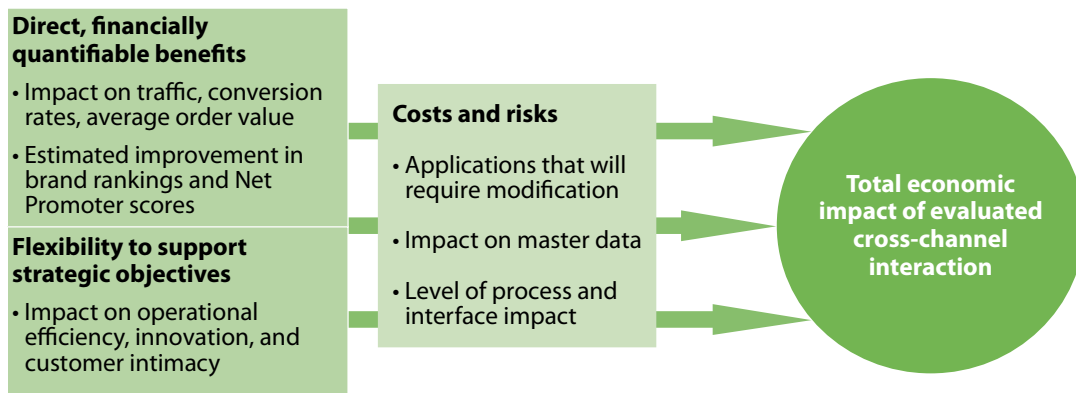 Direct, financially
quantifiable benefits
• Impact on traffic, conversion
rates, average order value
• Estimated improvement in
brand rankings and Net
Promoter scores
Flexibility to support
strategic objectives
• Impact on operational
efficiency, innovation, and
customer intimacy
Costs and risks
• Applications that will
require modification
• Impact on master data
• Level of process and
interface impact
Total economic
impact of evaluated
cross-channel
interaction